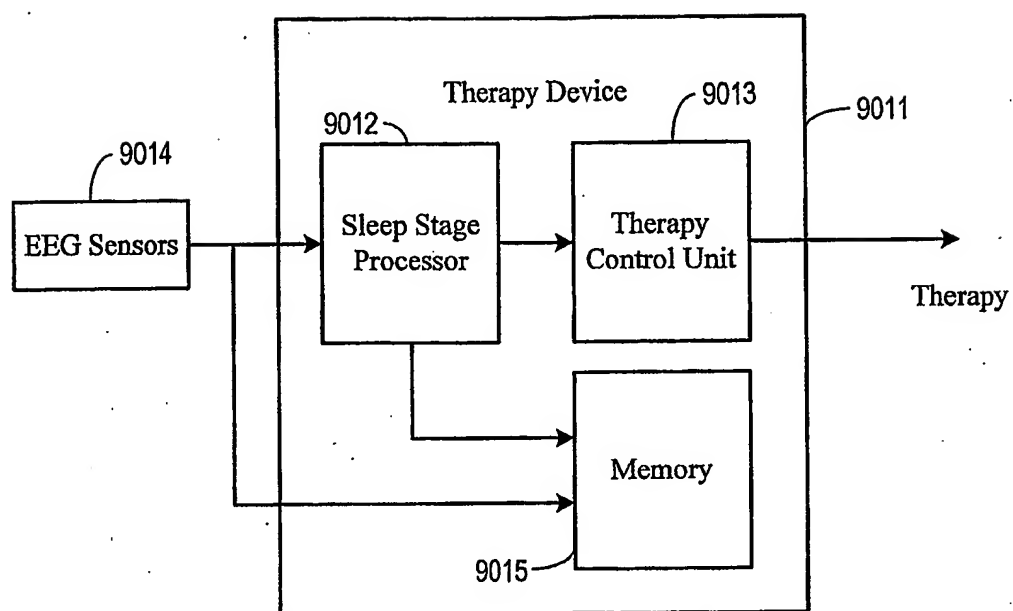 Therapy Device
9012
9013
9011
9014
EEG Sensors
Sleep Stage
Processor
Therapy
Control Unit
Therapy
Memory
9015